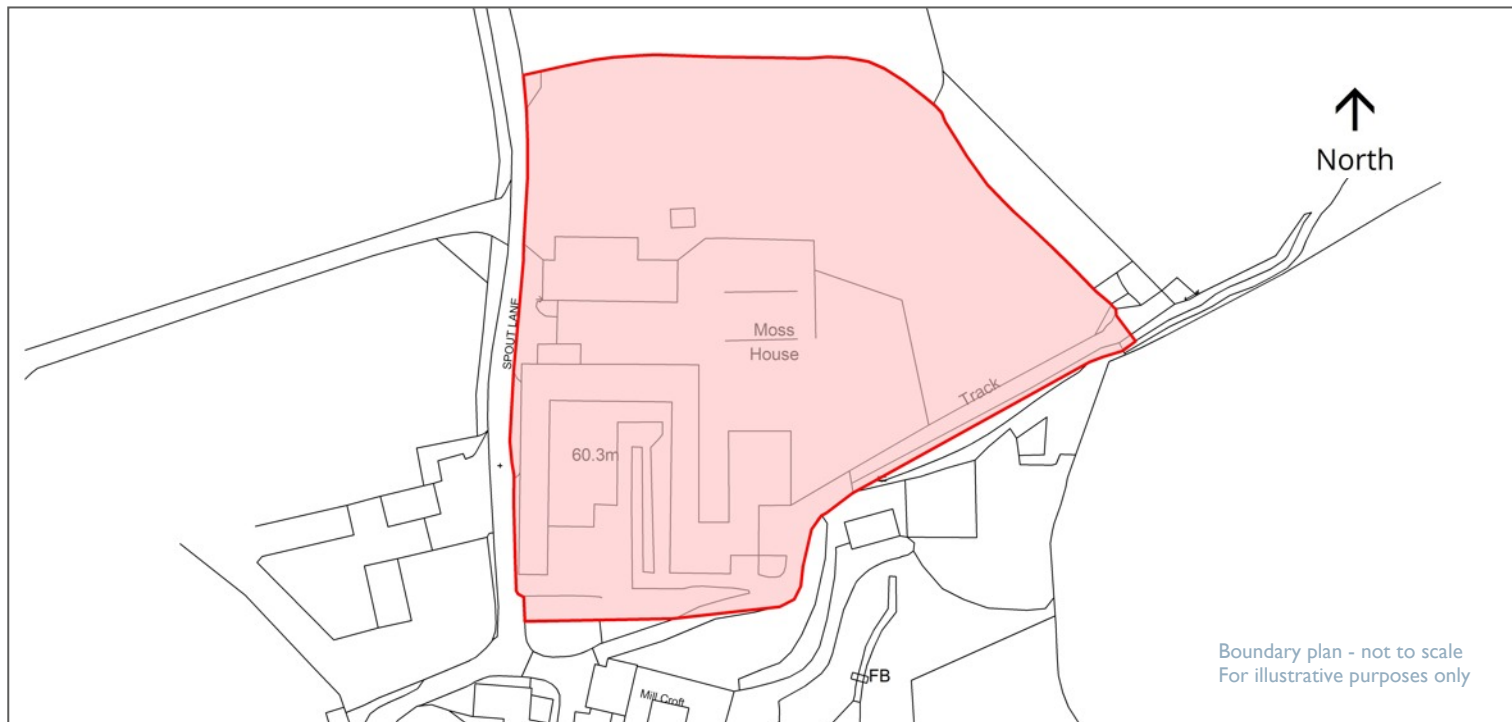 North
SPOUT LANE
Moss
House
Track
60.3m
FB
Mill Croft
Boundary plan - not to scale
For illustrative purposes only